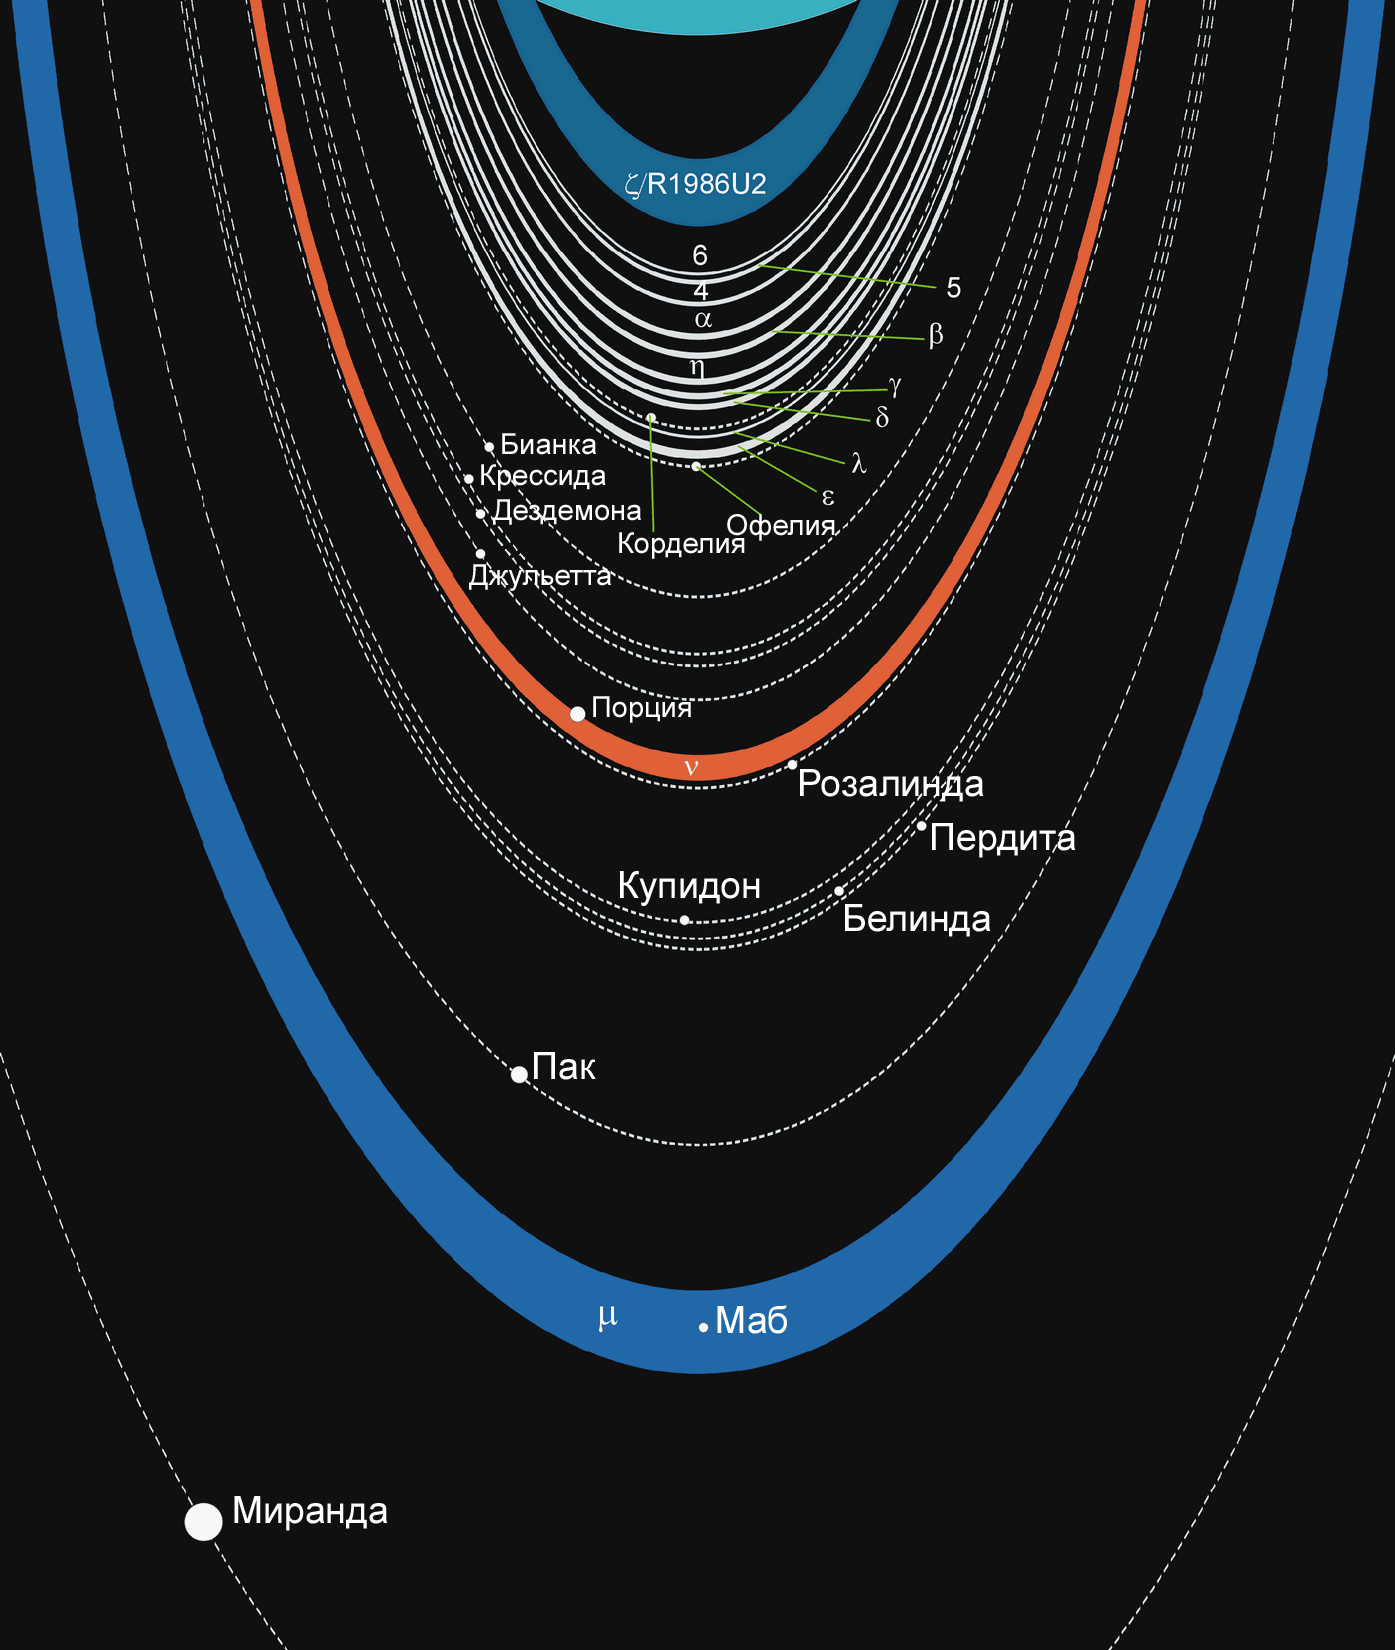 ζ/R1986U2
6
5
4
α
β
η
γ
δ
λ
ε
Бианка
Крессида
Дездемона
Офелия
Корделия
Джульетта
Порция
ν
Розалинда
Пердита
Купидон
Белинда
Пак
μ
Маб
Миранда